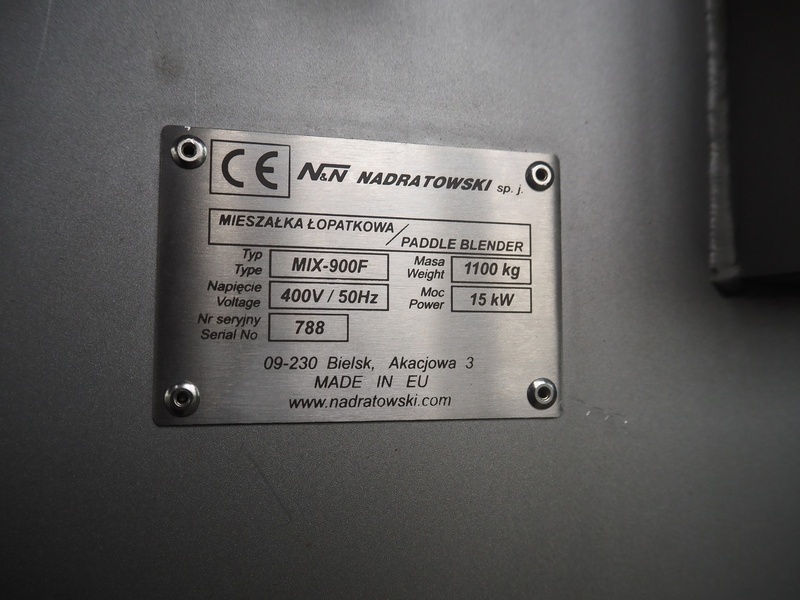 CE N&N NADRATOWSKI sp. j.
MIESZAŁKA ŁOPATKOWA / PADDLE BLENDER
Typ Type MIX-900F Masa Weight 1100 kg
Napięcie Voltage 400V / 50Hz Moc Power 15 kW
Nr seryjny Serial No 788
09-230 Bielsk, Akacjowa 3
MADE IN EU
www.nadratowski.com